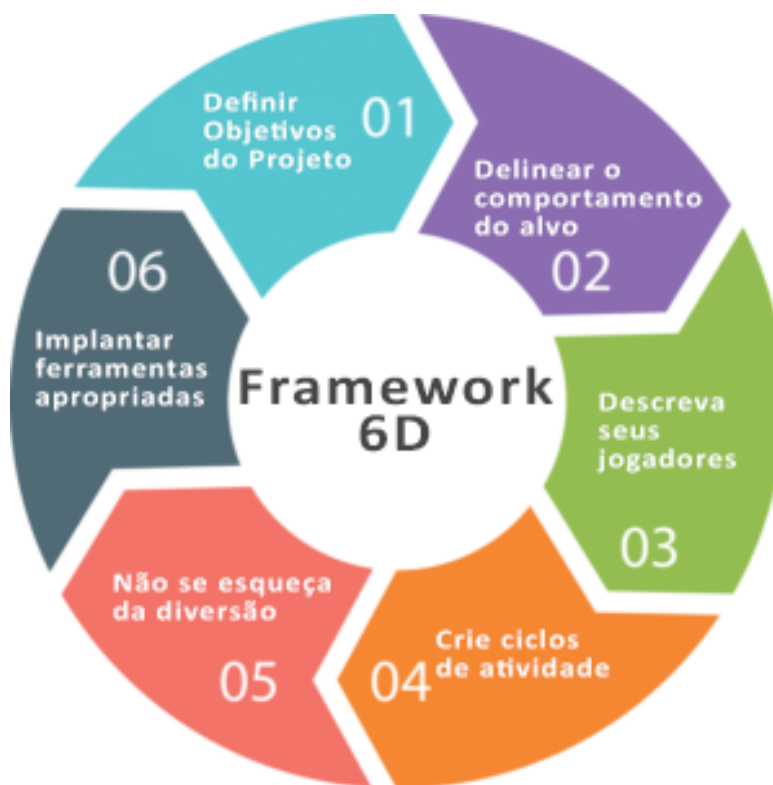 Definir
Objetivos
do Projeto
01
Delinear o
comportamento
do alvo
02
Descreva
seus
jogadores
03
Crie ciclos
de atividade
04
Não se esqueça
da diversão
05
06
Implantar
ferramentas
apropriadas
Framework
6D